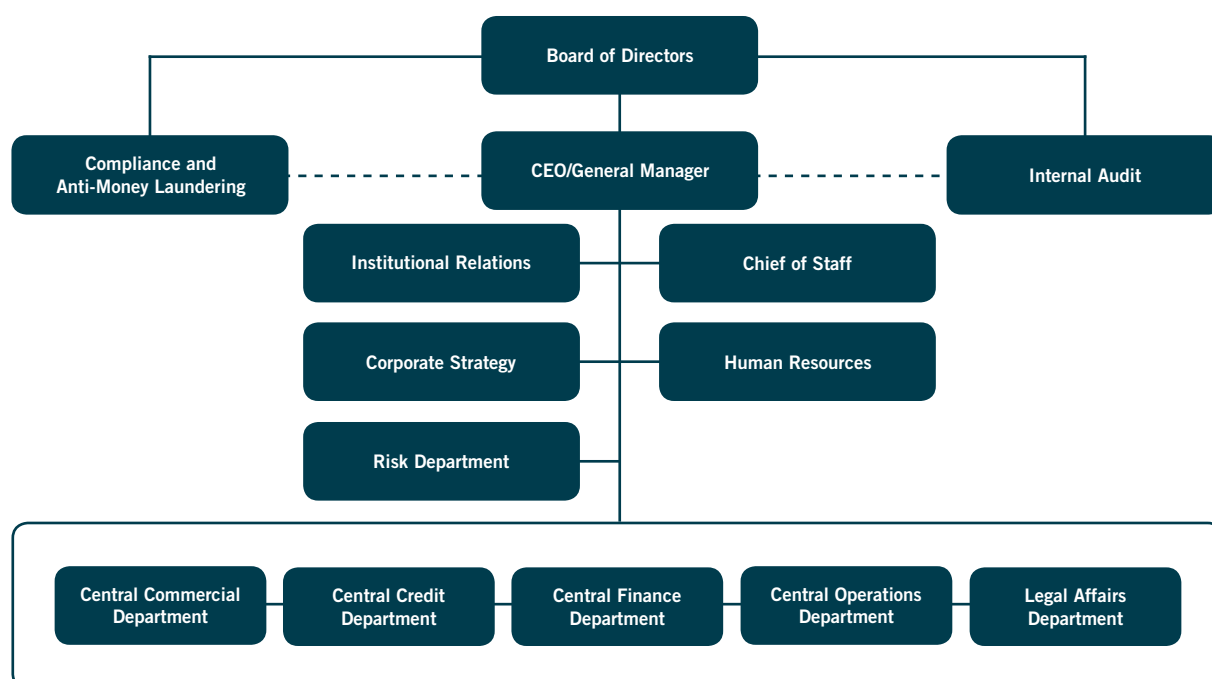 Board of Directors
Compliance and
Anti-Money Laundering
CEO/General Manager
Internal Audit
Institutional Relations
Chief of Staff
Corporate Strategy
Human Resources
Risk Department
Central Commercial
Department
Central Credit
Department
Central Finance
Department
Central Operations
Department
Legal Affairs
Department